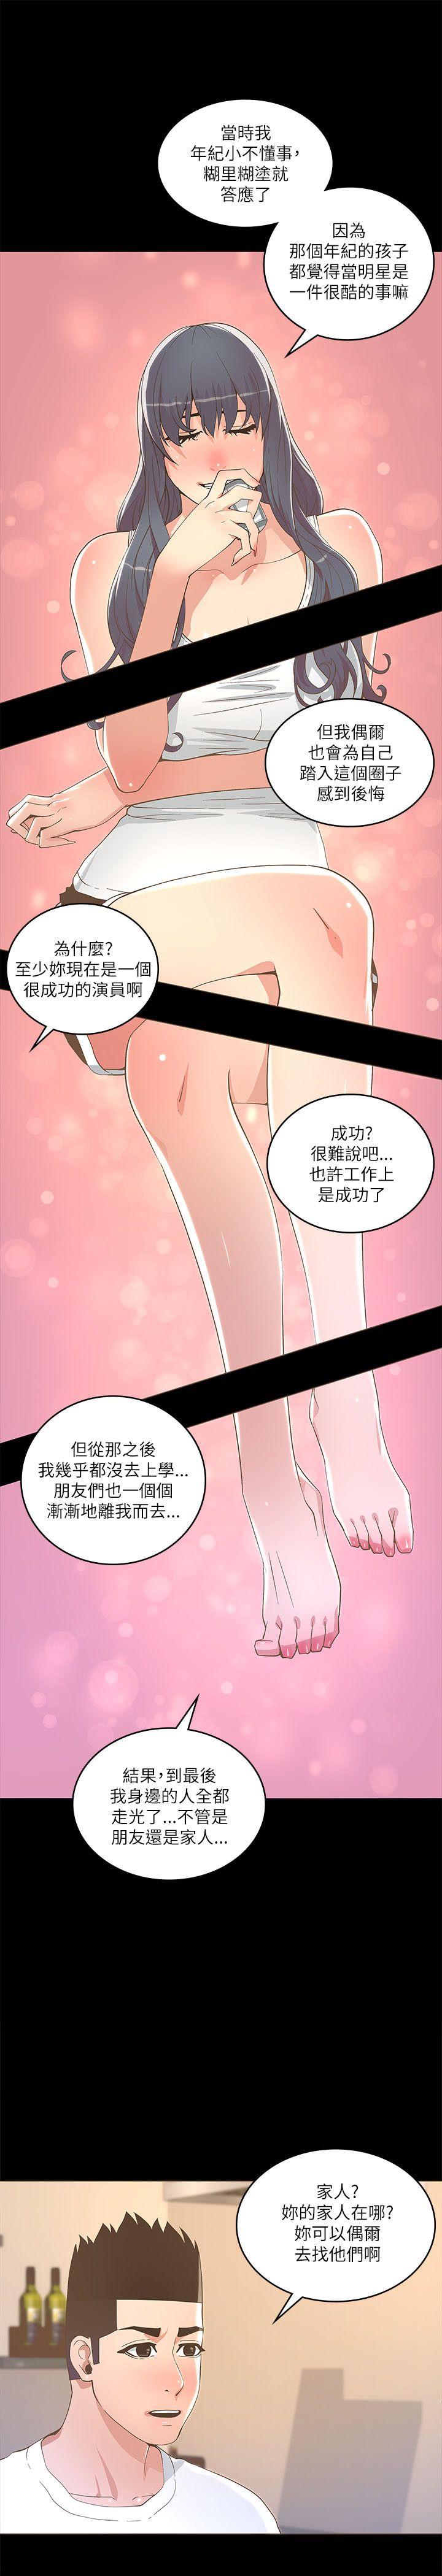 當時我
年紀小不懂事，
糊里糊塗就
答應了
因為
那個年紀的孩子
都覺得當明星是
一件很酷的事嘛
但我偶爾
也會為自己
踏入這個圈子
感到後悔
為什麼?
至少妳現在是一個
很成功的演員啊
成功?
很難說吧...
也許工作上
是成功了
但從那之後
我幾乎都沒去上學...
朋友們也一個個
漸漸地離我而去...
結果，到最後
我身邊的人全都
走光了...不管是
朋友還是家人...
家人?
妳的家人在哪?
妳可以偶爾
去找他們啊